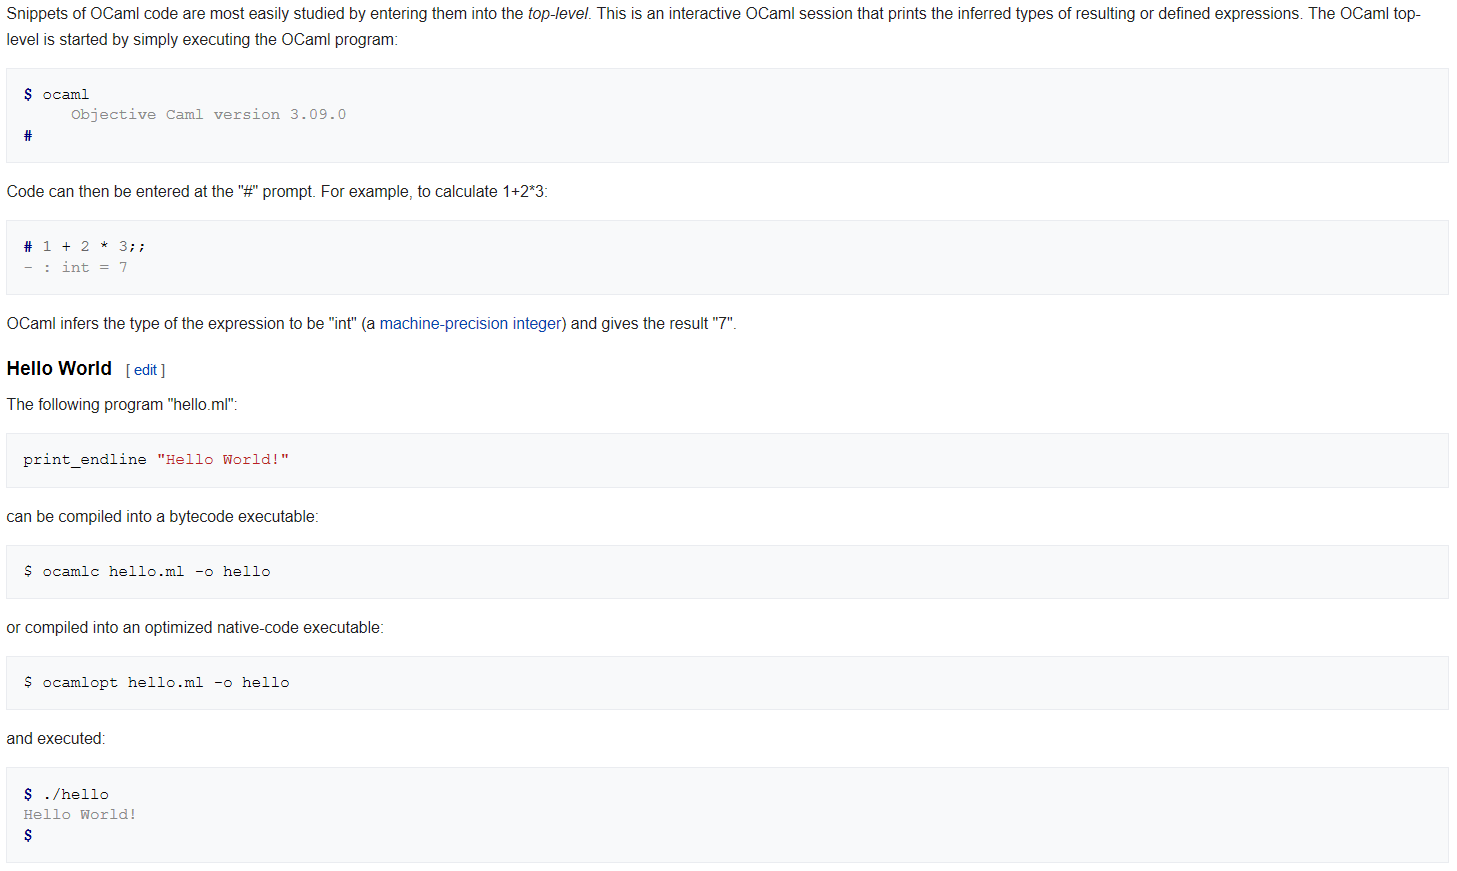 Snippets of OCaml code are most easily studied by entering them into the top-level. This is an interactive OCaml session that prints the inferred types of resulting or defined expressions. The OCaml top-
level is started by simply executing the OCaml program:
$ ocaml
     Objective Caml version 3.09.0
#
Code can then be entered at the "#" prompt. For example, to calculate 1+2*3:
# 1 + 2 * 3;;
- : int = 7
OCaml infers the type of the expression to be "int" (a machine-precision integer) and gives the result "7".
Hello World [ edit ]
The following program "hello.ml":
print_endline "Hello World!"
can be compiled into a bytecode executable:
$ ocamlc hello.ml -o hello
or compiled into an optimized native-code executable:
$ ocamlopt hello.ml -o hello
and executed:
$ ./hello
Hello World!
$